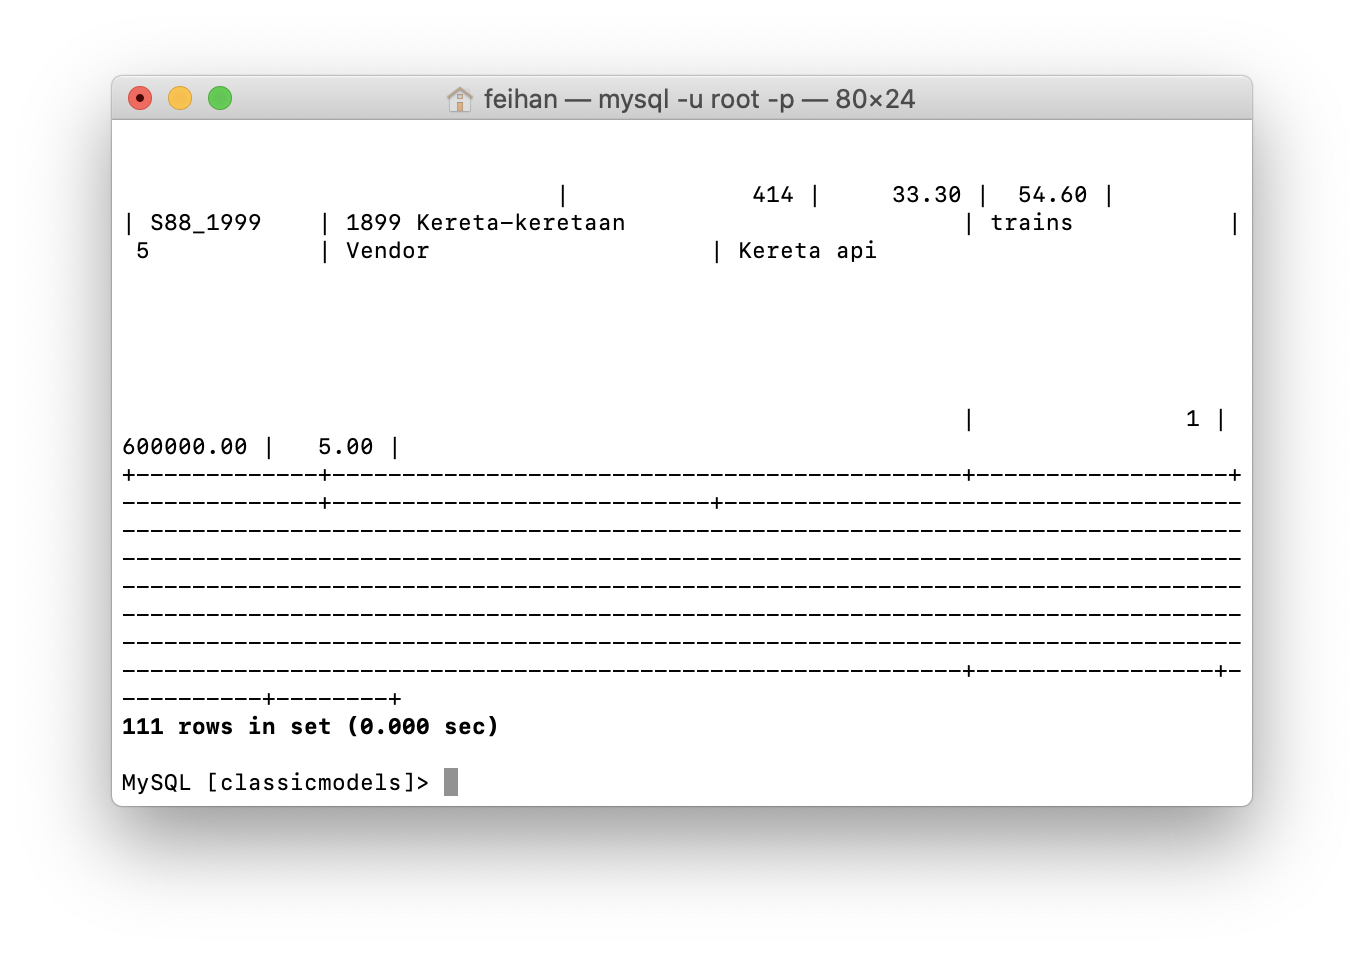 feihan — mysql -u root -p — 80×24
| 414 | 33.30 | 54.60 |
| S88_1999 | 1899 Kereta-keretaan | trains |
5 | Vendor | Kereta api
| 1 |
600000.00 | 5.00 |
+-------------+---------------------------------------------+------------------+
--------------+---------------------------+-------------------------------------
--------------------------------------------------------------------------------
--------------------------------------------------------------------------------
--------------------------------------------------------------------------------
--------------------------------------------------------------------------------
--------------------------------------------------------------------------------
------------------------------------------------------------+-----------------+-
----------+--------+
111 rows in set (0.000 sec)
MySQL [classicmodels]>